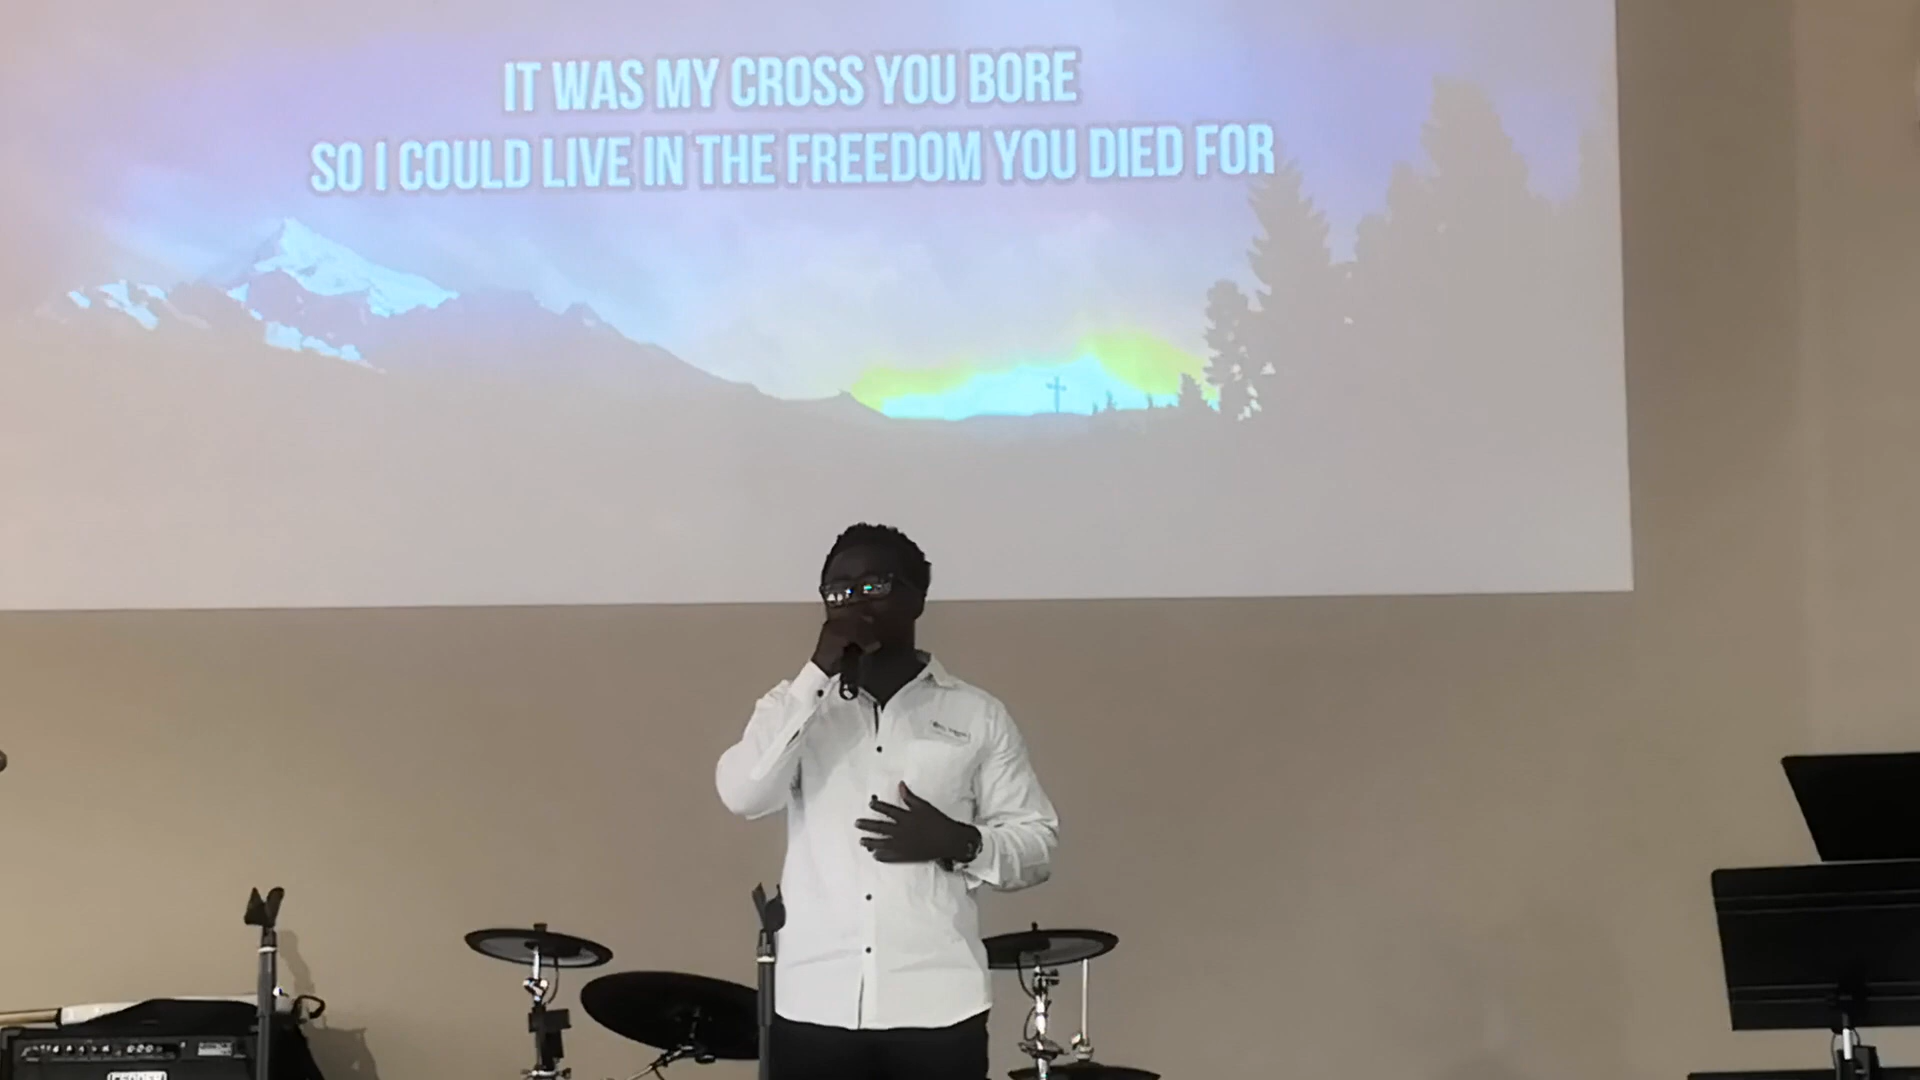 IT WAS MY CROSS YOU BORE
SO I COULD LIVE IN THE FREEDOM YOU DIED FOR